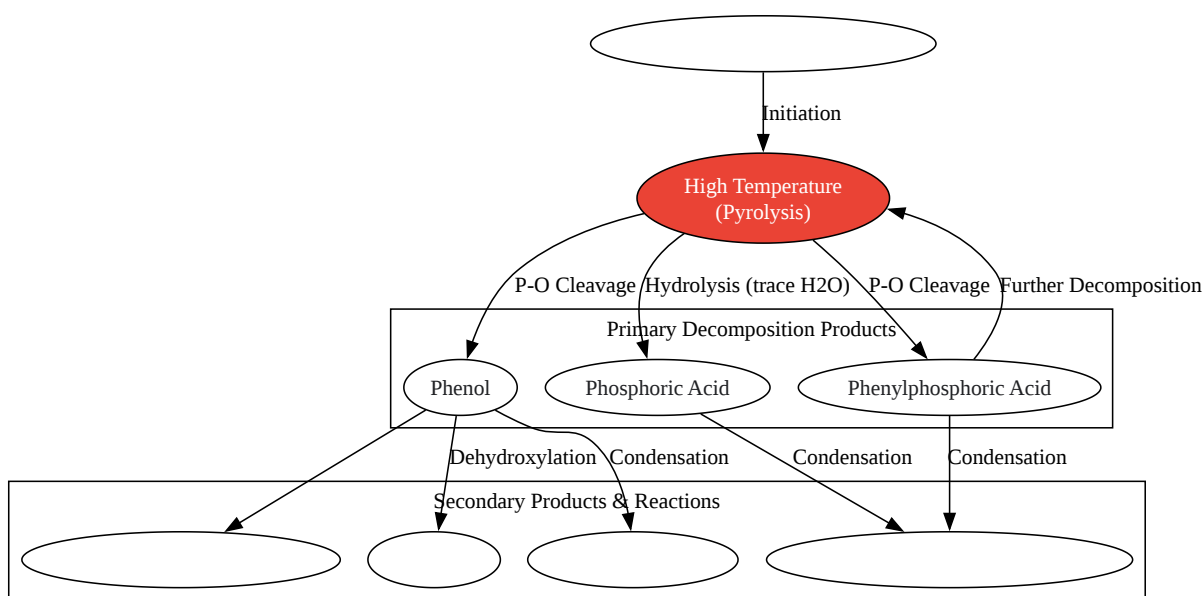 Initiation
High Temperature
(Pyrolysis)
P-O Cleavage
Hydrolysis (trace H2O)
P-O Cleavage
Further Decomposition
Primary Decomposition Products
Phenol
Phosphoric Acid
Phenylphosphoric Acid
Dehydroxylation
Condensation
Condensation
Condensation
Secondary Products & Reactions